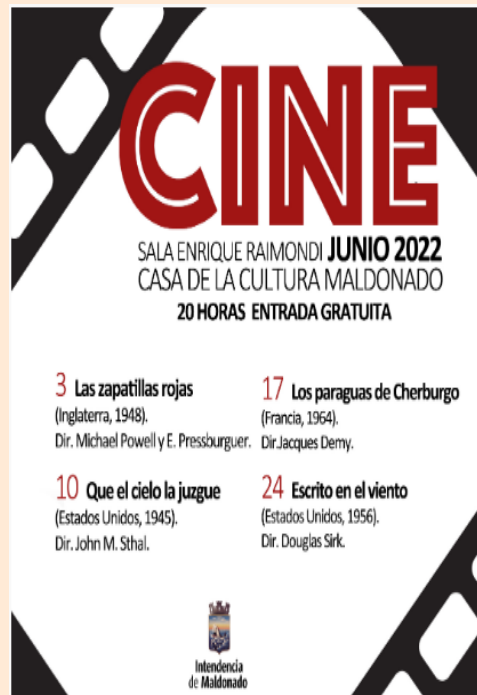 CINE
SALA ENRIQUE RAIMONDI JUNIO 2022
CASA DE LA CULTURA MALDONADO
20 HORAS ENTRADA GRATUITA
3 Las zapatillas rojas
(Inglaterra, 1948).
Dir. Michael Powell y E. Pressburguer.
10 Que el cielo la juzgue
(Estados Unidos, 1945).
Dir. John M. Sthal.
17 Los paraguas de Cherburgo
(Francia, 1964).
Dir.Jacques Demy.
24 Escrito en el viento
(Estados Unidos, 1956).
Dir. Douglas Sirk.
Intendencia
de Maldonado